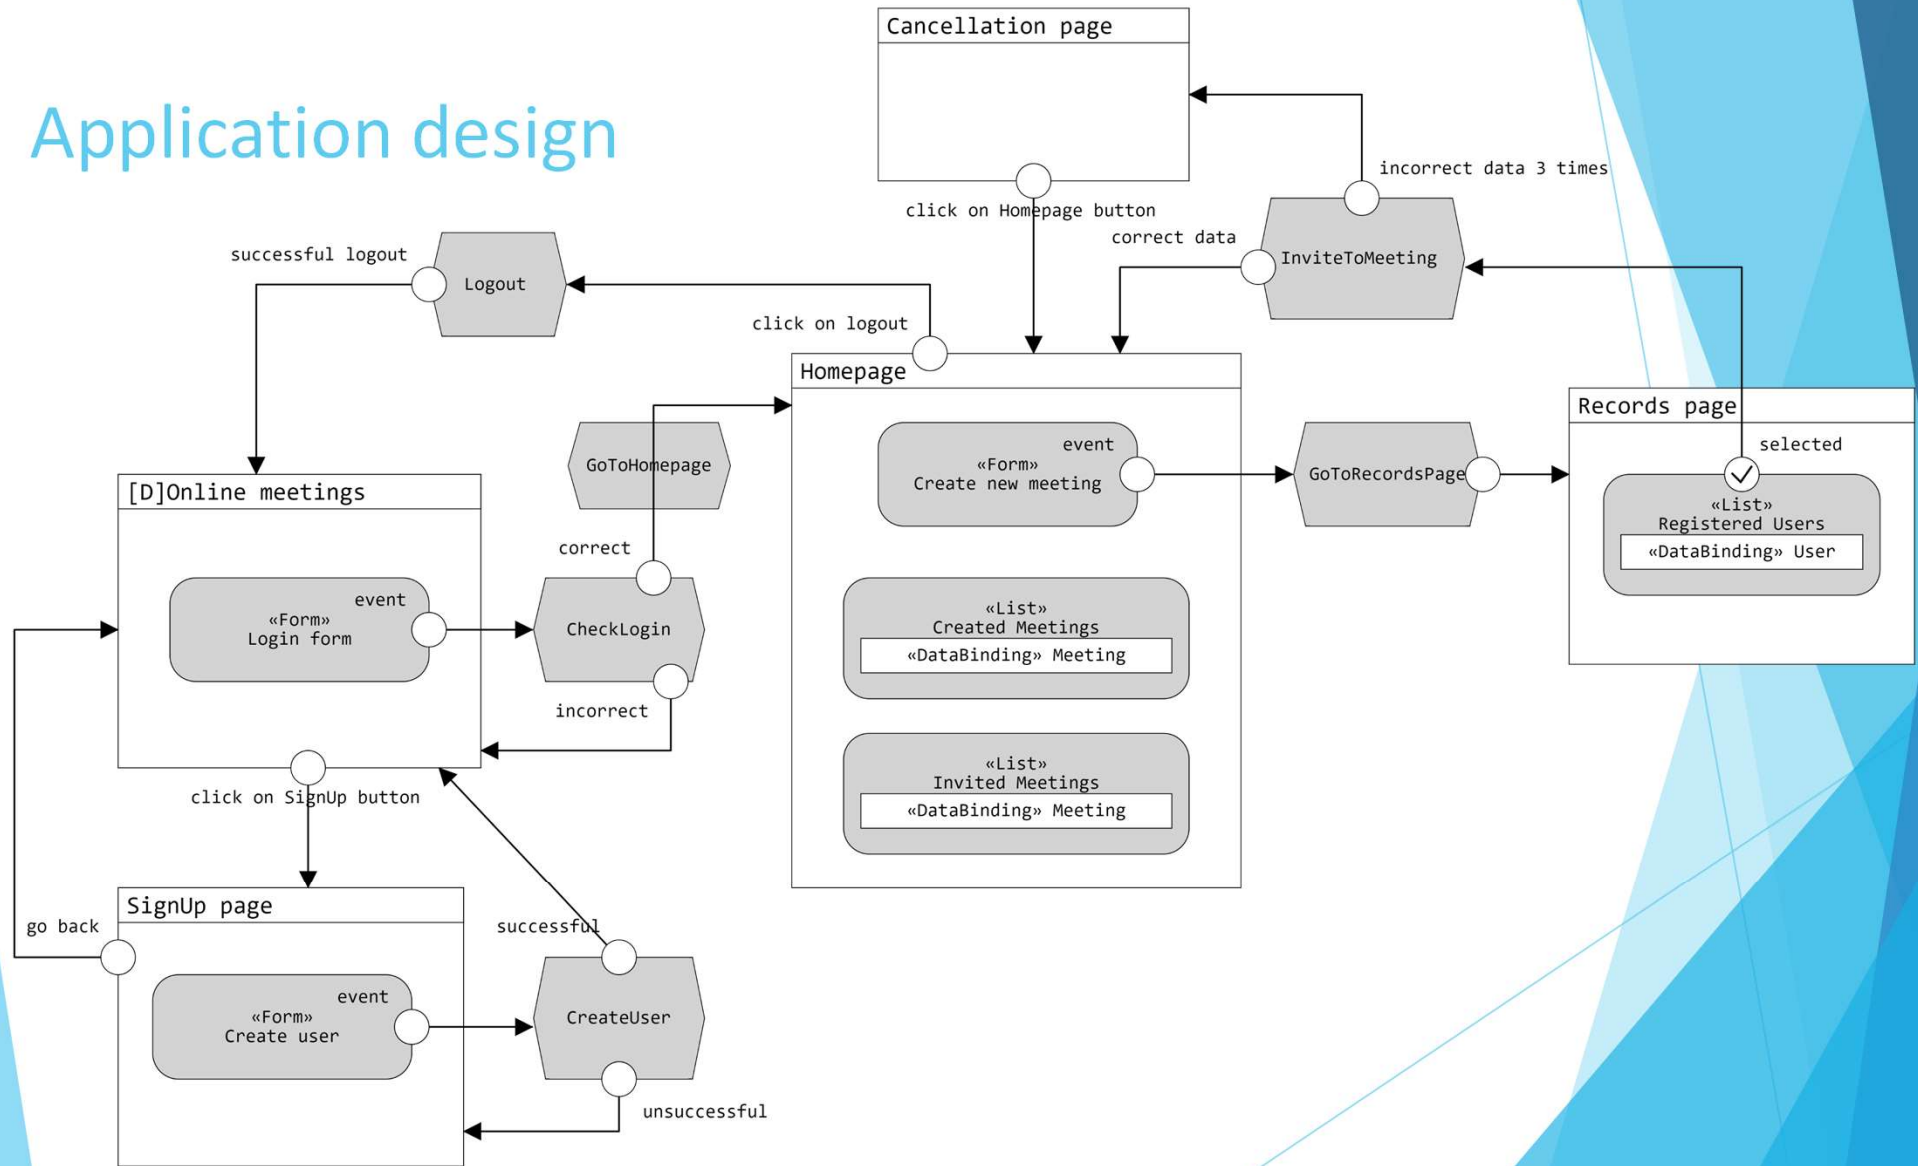 Application design
Cancellation page
click on Homepage button
incorrect data 3 times
correct data
InviteToMeeting
successful logout
Logout
click on logout
Homepage
event
«Form»
Create new meeting
GoToRecordsPage
Records page
selected
«List»
Registered Users
«DataBinding» User
GoToHomepage
[D]Online meetings
event
«Form»
Login form
correct
CheckLogin
incorrect
«List»
Created Meetings
«DataBinding» Meeting
«List»
Invited Meetings
«DataBinding» Meeting
click on SignUp button
SignUp page
go back
event
«Form»
Create user
successful
CreateUser
unsuccessful